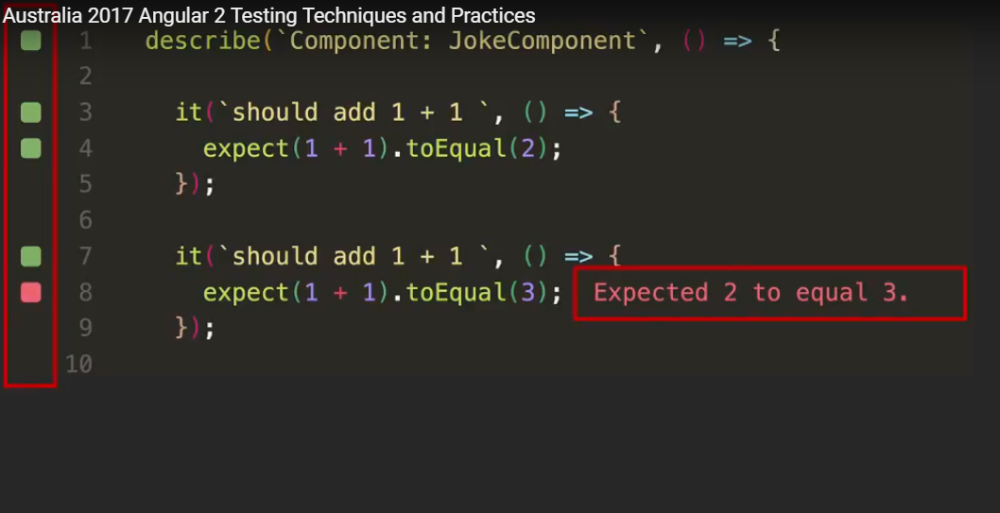 Australia 2017 Angular 2 Testing Techniques and Practices
1 describe(`Component: JokeComponent`, () => {
2
3 it(`should add 1 + 1 `, () => {
4 expect(1 + 1).toEqual(2);
5 });
6
7 it(`should add 1 + 1 `, () => {
8 expect(1 + 1).toEqual(3); Expected 2 to equal 3.
9 });
10